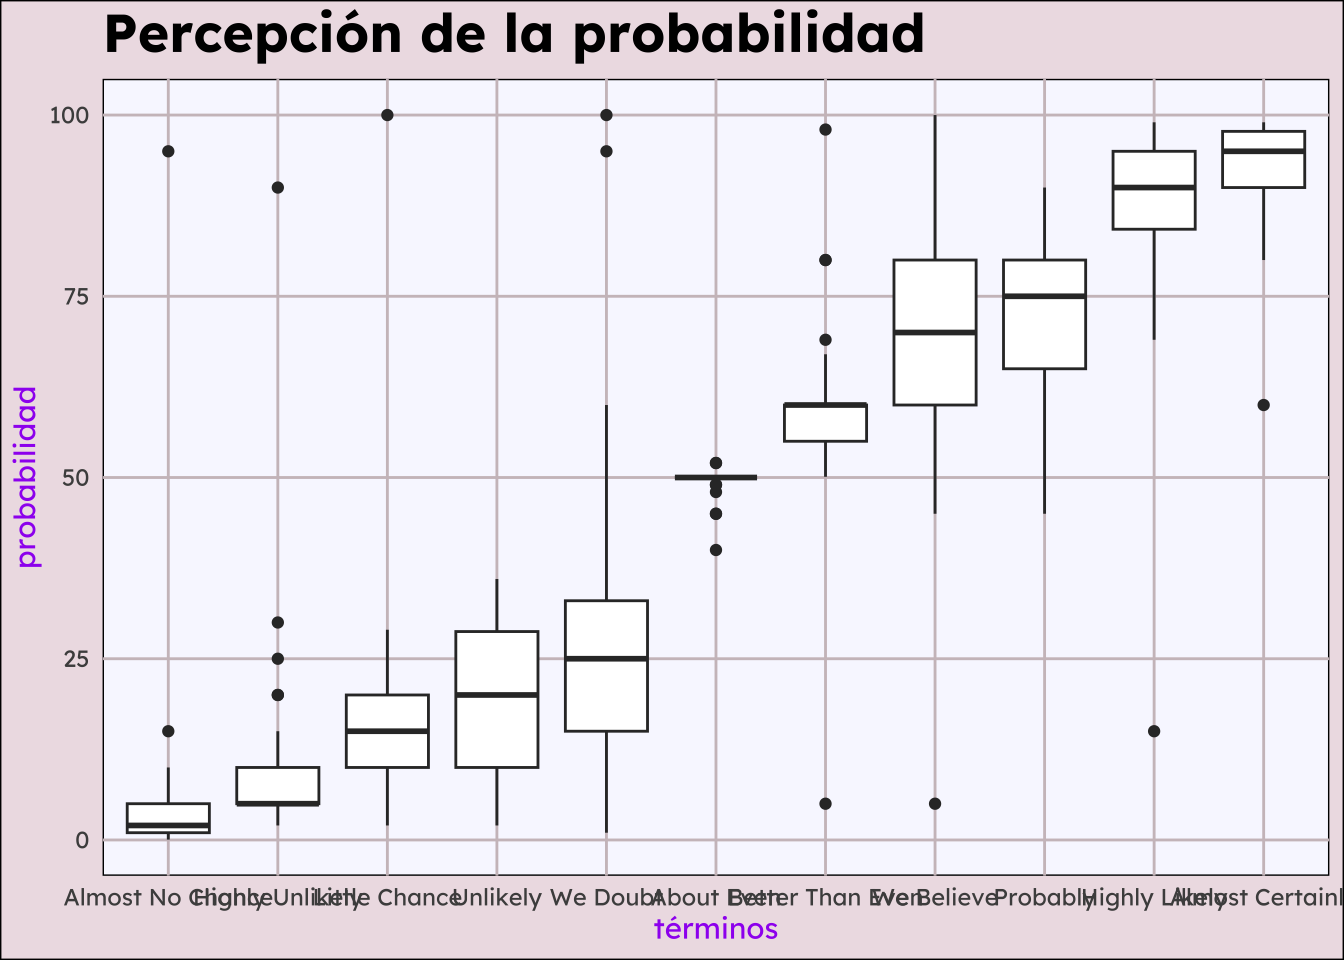 Percepción de la probabilidad
100
75
50
25
0
probabilidad
Almost No Chance Highly Unlikely Little Chance Unlikely We Doubt About Even Better Than Even We Believe Probably Highly Likely Almost Certainl
términos